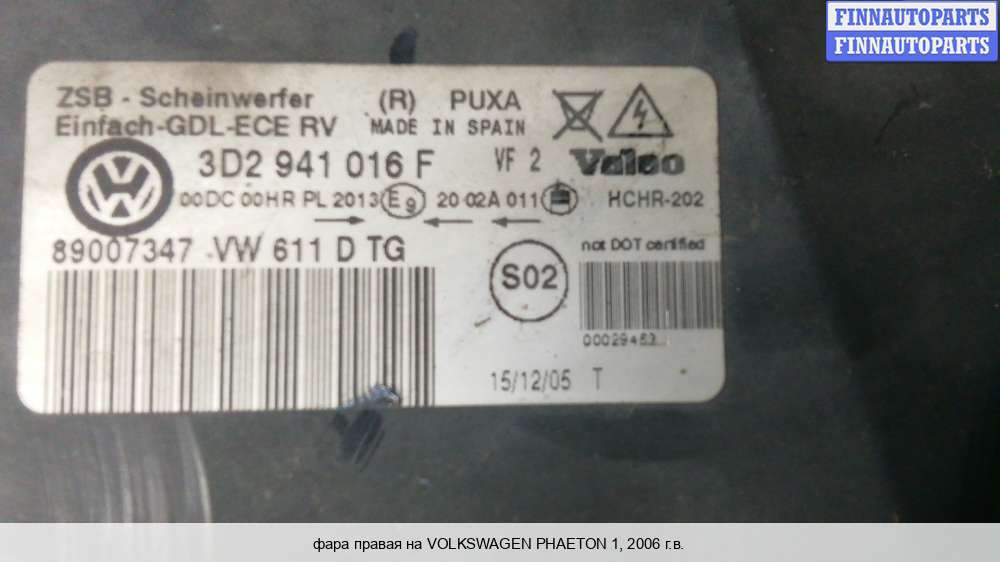 FINNAUTOPARTS
FINNAUTOPARTS
ZSB - Scheinwerfer (R) PUXA
Einfach-GDL-ECE RV MADE IN SPAIN
3D2 941 016 F VF 2 Valeo
00DC 00HR PL 2013 E9 20 02A 011 HCHR-202
89007347 -VW 611 D TG
not DOT certified
S02
00029453
15/12/05 T
фара правая на VOLKSWAGEN PHAETON 1, 2006 г.в.